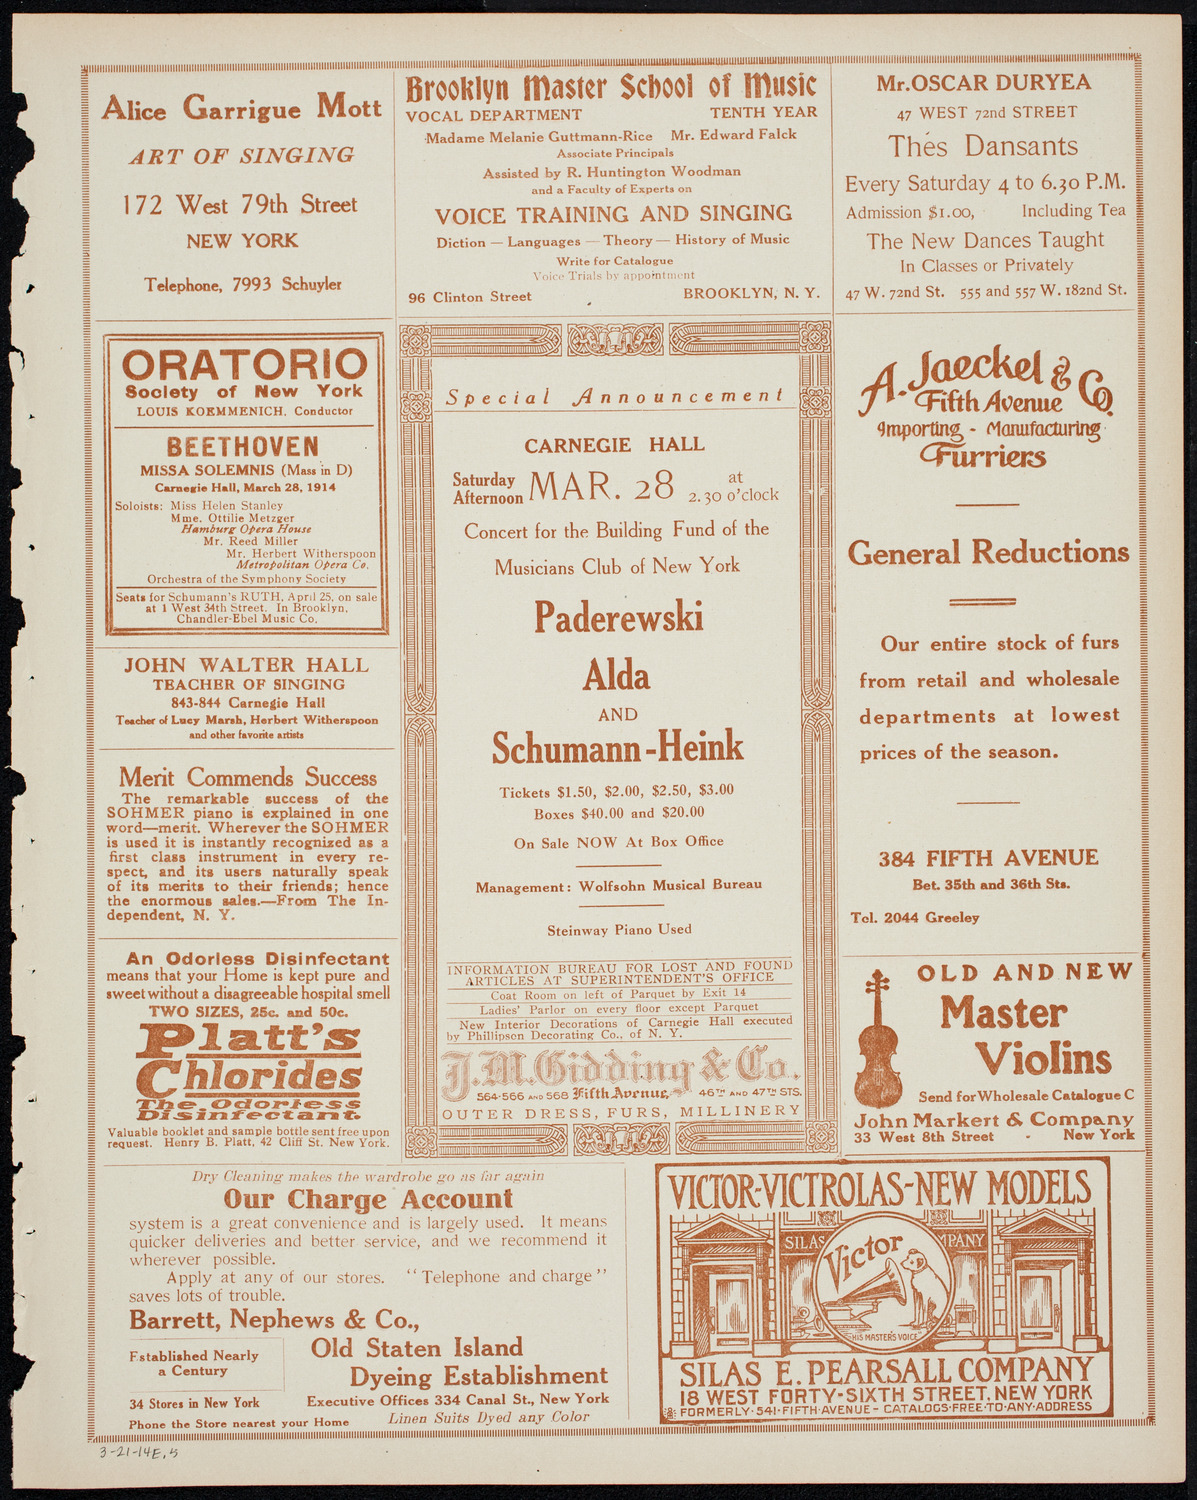 Alice Garrigue Mott
ART OF SINGING
172 West 79th Street
NEW YORK
Telephone, 7993 Schuyler
Brooklyn Master School of Music
VOCAL DEPARTMENT TENTH YEAR
Madame Melanie Guttmann-Rice Mr. Edward Falck
Associate Principals
Assisted by R. Huntington Woodman
and a Faculty of Experts on
VOICE TRAINING AND SINGING
Diction — Languages — Theory — History of Music
Write for Catalogue
Voice Trials by appointment
96 Clinton Street BROOKLYN, N. Y.
Mr. OSCAR DURYEA
47 WEST 72nd STREET
Thés Dansants
Every Saturday 4 to 6.30 P.M.
Admission $1.00, Including Tea
The New Dances Taught
In Classes or Privately
47 W. 72nd St. 555 and 557 W. 182nd St.
ORATORIO
Society of New York
LOUIS KOEMMENICH, Conductor
BEETHOVEN
MISSA SOLEMNIS (Mass in D)
Carnegie Hall, March 28, 1914
Soloists: Miss Helen Stanley
Mme. Ottilie Metzger
Hamburg Opera House
Mr. Reed Miller
Mr. Herbert Witherspoon
Metropolitan Opera Co.
Orchestra of the Symphony Society
Seats for Schumann's RUTH, April 25, on sale
at 1 West 34th Street. In Brooklyn,
Chandler-Ebel Music Co.
JOHN WALTER HALL
TEACHER OF SINGING
843-844 Carnegie Hall
Teacher of Lucy Marsh, Herbert Witherspoon
and other favorite artists
Merit Commends Success
The remarkable success of the
SOHMER piano is explained in one
word—merit. Wherever the SOHMER
is used it is instantly recognized as a
first class instrument in every re-
spect, and its users naturally speak
of its merits to their friends; hence
the enormous sales.—From The In-
dependent, N. Y.
An Odorless Disinfectant
means that your Home is kept pure and
sweet without a disagreeable hospital smell
TWO SIZES, 25c. and 50c.
Platt's
Chlorides
The Odorless
Disinfectant.
Valuable booklet and sample bottle sent free upon
request. Henry B. Platt, 42 Cliff St. New York.
Special Announcement
CARNEGIE HALL
Saturday Afternoon MAR. 28 at 2.30 o'clock
Concert for the Building Fund of the
Musicians Club of New York
Paderewski
Alda
AND
Schumann-Heink
Tickets $1.50, $2.00, $2.50, $3.00
Boxes $40.00 and $20.00
On Sale NOW At Box Office
Management: Wolfsohn Musical Bureau
Steinway Piano Used
INFORMATION BUREAU FOR LOST AND FOUND
ARTICLES AT SUPERINTENDENT'S OFFICE
Coat Room on left of Parquet by Exit 14
Ladies' Parlor on every floor except Parquet
New Interior Decorations of Carnegie Hall executed
by Phillipson Decorating Co., of N. Y.
J.M. Gidding & Co.
564-566 AND 568 Fifth Avenue, 46TH AND 47TH STS.
OUTER DRESS, FURS, MILLINERY
A. Jaeckel & Co.
Fifth Avenue
Importing - Manufacturing
Furriers
General Reductions
Our entire stock of furs
from retail and wholesale
departments at lowest
prices of the season.
384 FIFTH AVENUE
Bet. 35th and 36th Sts.
Tel. 2044 Greeley
OLD AND NEW
Master
Violins
Send for Wholesale Catalogue C
John Markert & Company
33 West 8th Street - New York
Dry Cleaning makes the wardrobe go as far again
Our Charge Account
system is a great convenience and is largely used. It means
quicker deliveries and better service, and we recommend it
wherever possible.
Apply at any of our stores. "Telephone and charge"
saves lots of trouble.
Barrett, Nephews & Co.,
Old Staten Island
Dyeing Establishment
Established Nearly
a Century
34 Stores in New York
Executive Offices 334 Canal St., New York
Phone the Store nearest your Home
Linen Suits Dyed any Color
VICTOR-VICTROLAS-NEW MODELS
SILAS MPANY
Victor
"HIS MASTER'S VOICE"
SILAS E. PEARSALL COMPANY
18 WEST FORTY-SIXTH STREET, NEW YORK
FORMERLY·541·FIFTH·AVENUE - CATALOGS·FREE·TO·ANY·ADDRESS
3-21-14E, 5